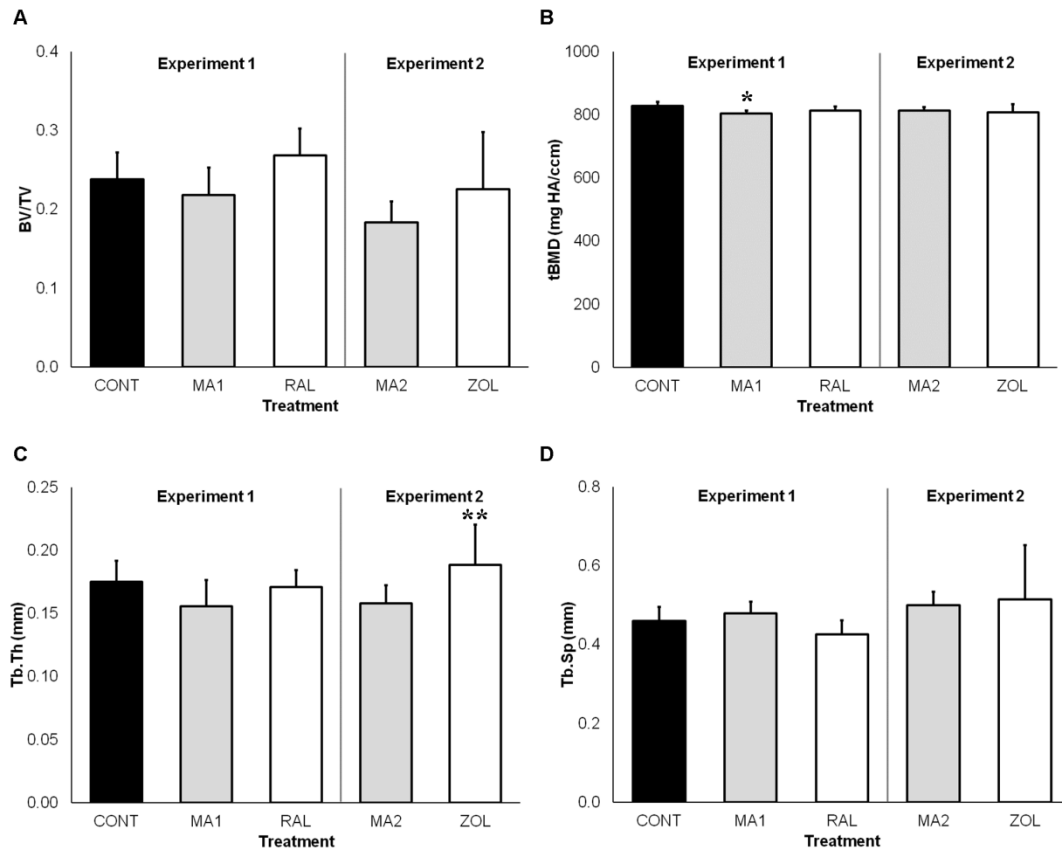 A
Experiment 1 Experiment 2
BV/TV
0.4
0.3
0.2
0.1
0.0
CONT MA1 RAL MA2 ZOL
Treatment
B
Experiment 1 Experiment 2
tBMD (mg HA/ccm)
1000
800
600
400
200
0
*
CONT MA1 RAL MA2 ZOL
Treatment
C
Experiment 1 Experiment 2
Tb.Th (mm)
0.25
0.20
0.15
0.10
0.05
0.00
**
CONT MA1 RAL MA2 ZOL
Treatment
D
Experiment 1 Experiment 2
Tb.Sp (mm)
0.8
0.6
0.4
0.2
0.0
CONT MA1 RAL MA2 ZOL
Treatment